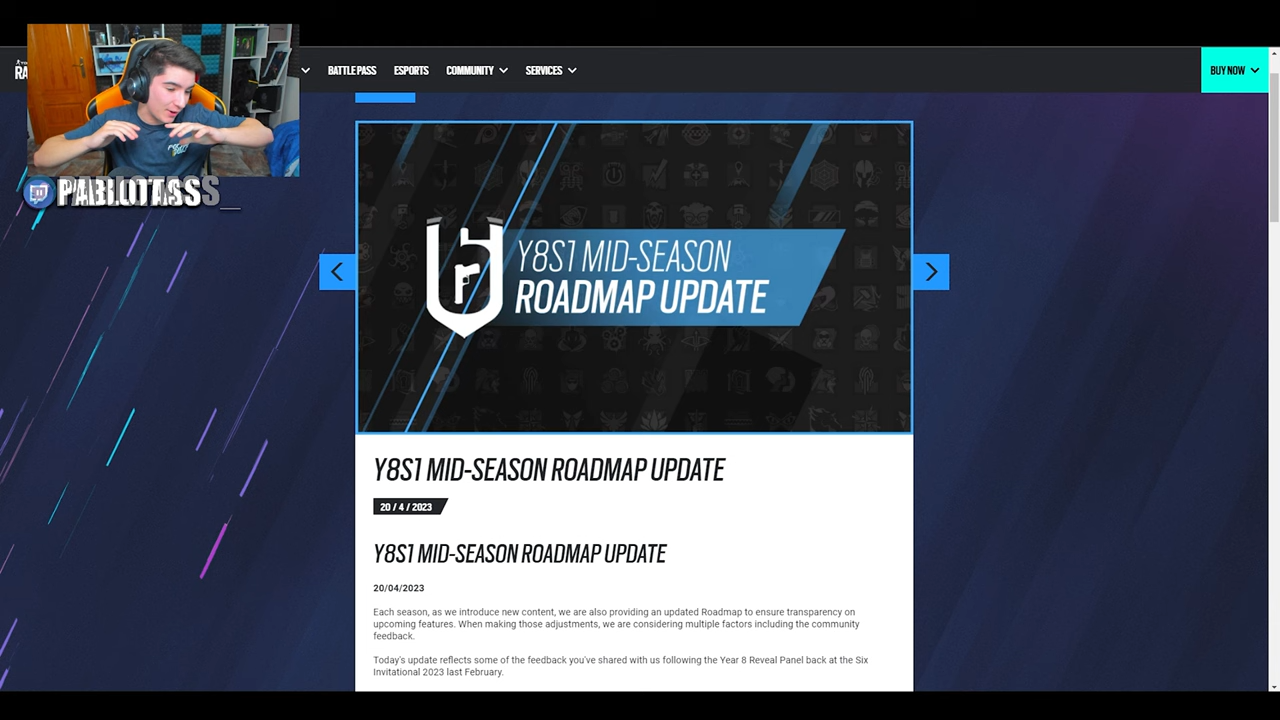 RA
BATTLE PASS
ESPORTS
COMMUNITY
SERVICES
BUY NOW
Y8S1 MID-SEASON
ROADMAP UPDATE
Y8S1 MID-SEASON ROADMAP UPDATE
20 / 4 / 2023
Y8S1 MID-SEASON ROADMAP UPDATE
20/04/2023
Each season, as we introduce new content, we are also providing an updated Roadmap to ensure transparency on
upcoming features. When making those adjustments, we are considering multiple factors including the community
feedback.
Today's update reflects some of the feedback you've shared with us following the Year 8 Reveal Panel back at the Six
Invitational 2023 last February.